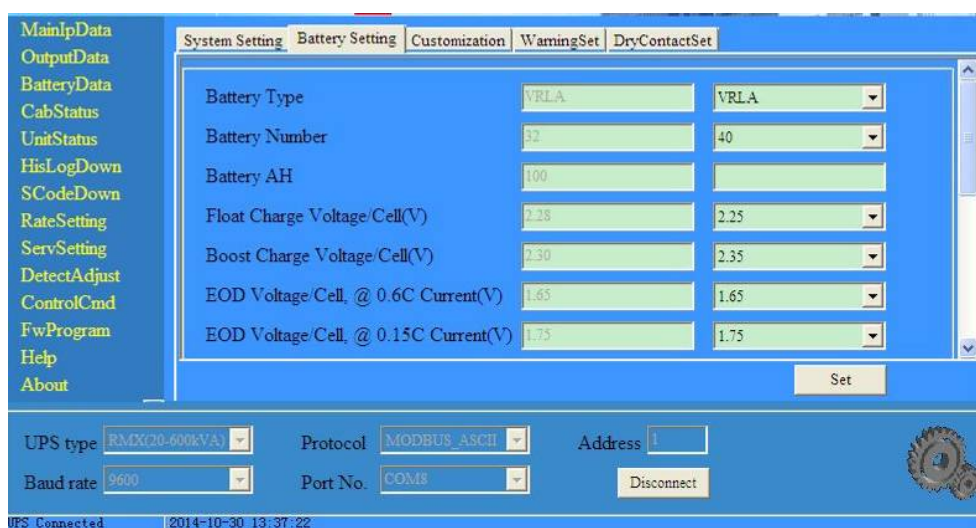 MainIpData
OutputData
BatteryData
CabStatus
UnitStatus
HisLogDown
SCodeDown
RateSetting
ServSetting
DetectAdjust
ControlCmd
FwProgram
Help
About
System Setting Battery Setting Customization WarningSet DryContactSet
Battery Type VRLA VRLA
Battery Number 32 40
Battery AH 100
Float Charge Voltage/Cell(V) 2.28 2.25
Boost Charge Voltage/Cell(V) 2.30 2.35
EOD Voltage/Cell, @ 0.6C Current(V) 1.65 1.65
EOD Voltage/Cell, @ 0.15C Current(V) 1.75 1.75
Set
UPS type RMX(20-600kVA) Protocol MODBUS_ASCII Address 1
Baud rate 9600 Port No. COM8 Disconnect
UPS Connected 2014-10-30 13:37:22